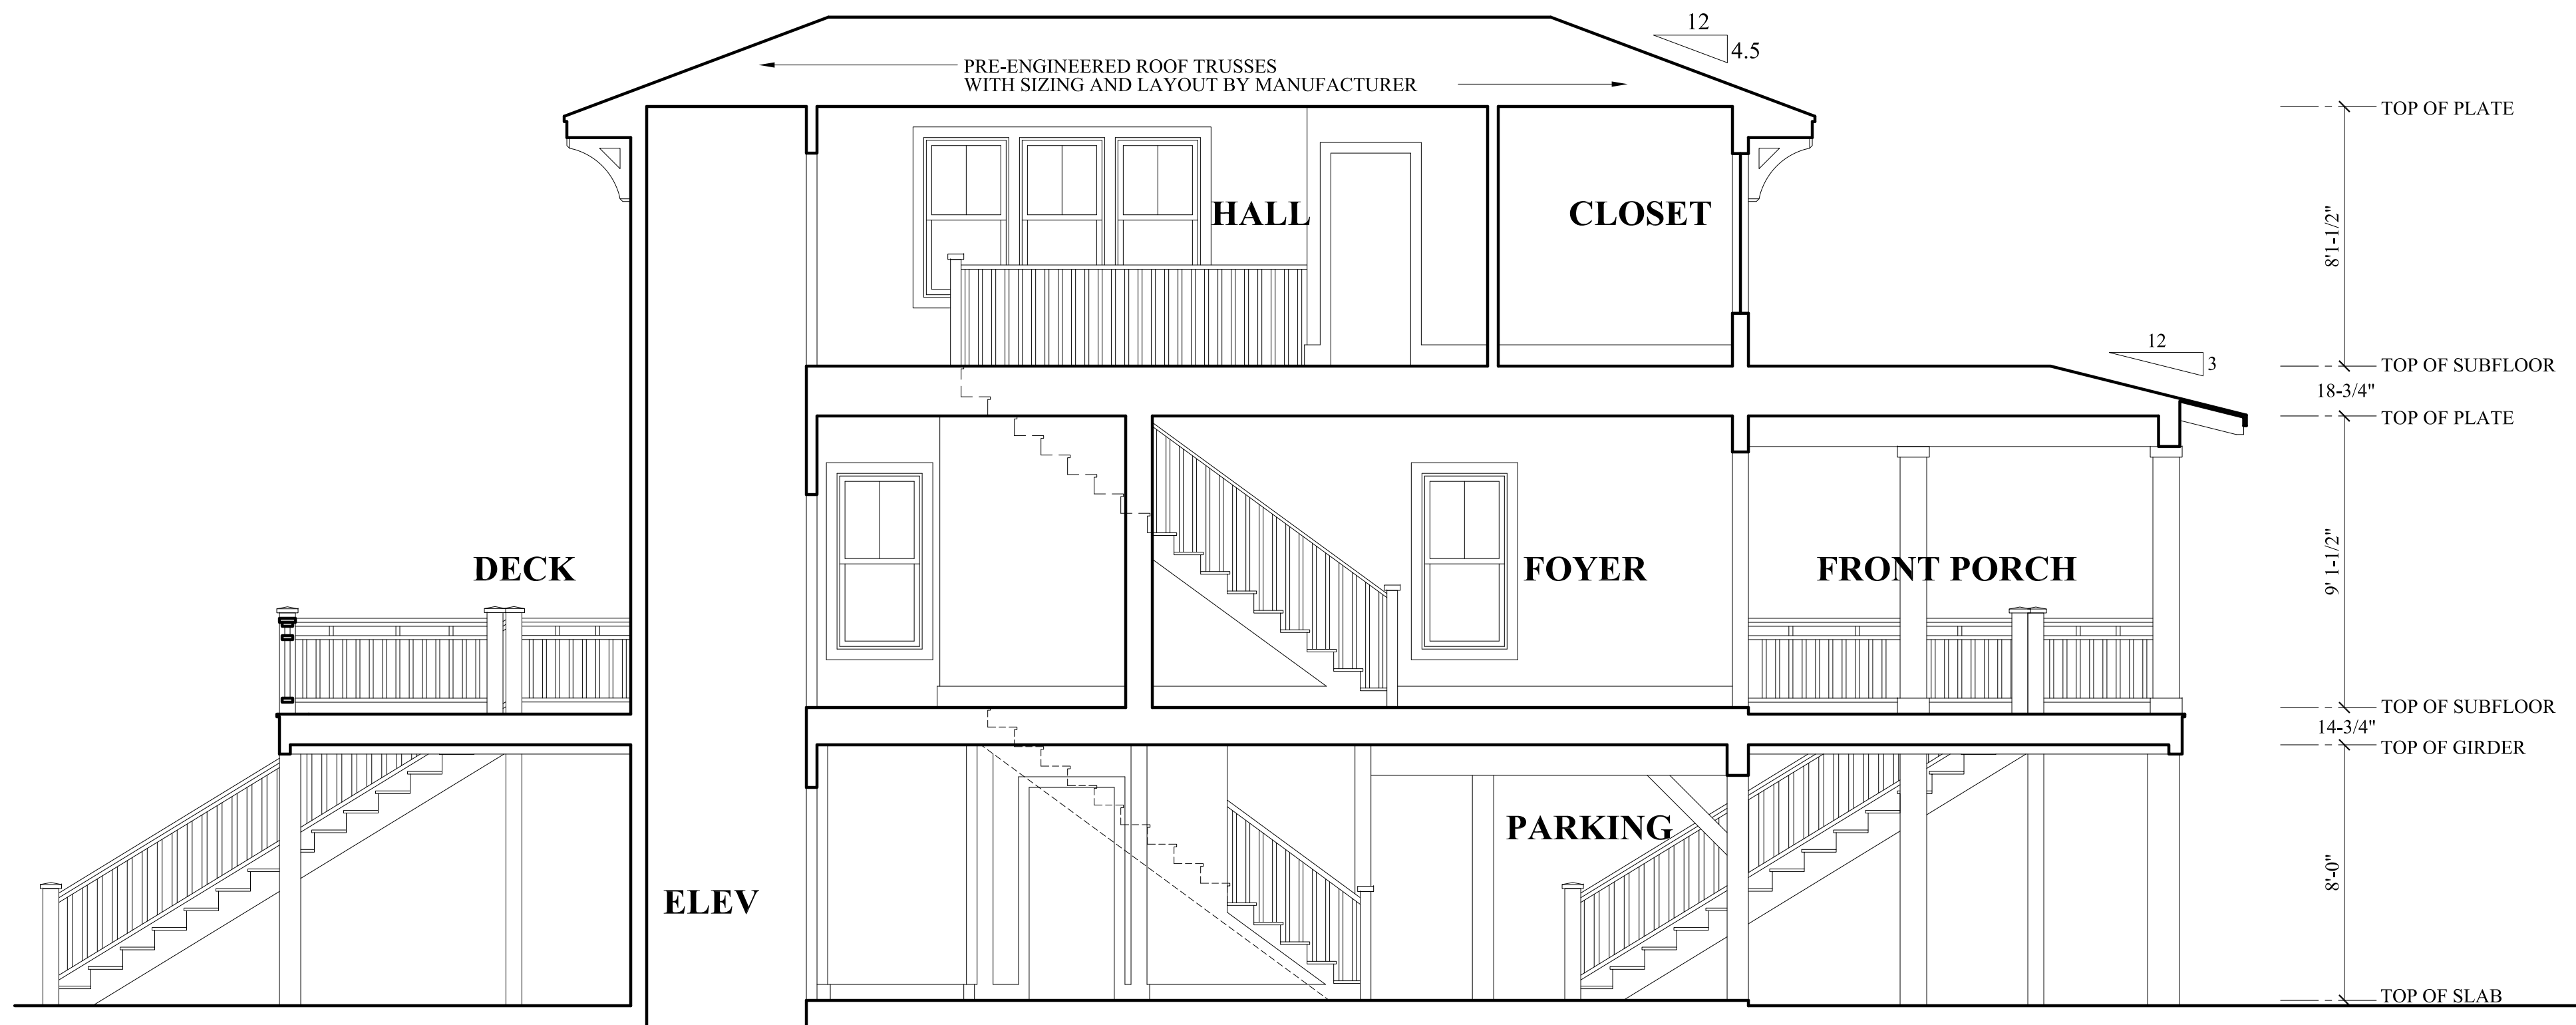 12
4.5
PRE-ENGINEERED ROOF TRUSSES
WITH SIZING AND LAYOUT BY MANUFACTURER
TOP OF PLATE
HALL
CLOSET
8'1-1/2"
12
3
TOP OF SUBFLOOR
18-3/4"
TOP OF PLATE
DECK
FOYER
FRONT PORCH
9' 1-1/2"
TOP OF SUBFLOOR
14-3/4"
TOP OF GIRDER
PARKING
ELEV
8'-0"
TOP OF SLAB